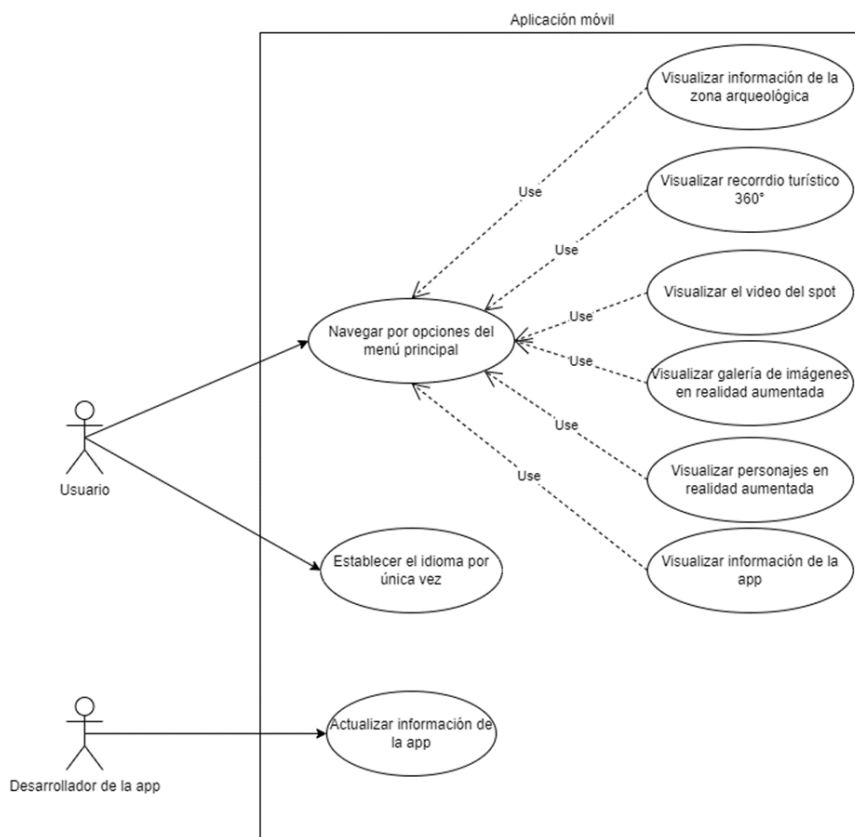 Aplicación móvil
Visualizar información de la
zona arqueológica
Use
Visualizar recorrdio turístico
360°
Use
Visualizar el video del spot
Use
Navegar por opciones del
menú principal
Use
Visualizar galería de imágenes
en realidad aumentada
Use
Visualizar personajes en
realidad aumentada
Use
Usuario
Establecer el idioma por
única vez
Visualizar información de la
app
Actualizar información de
la app
Desarrollador de la app